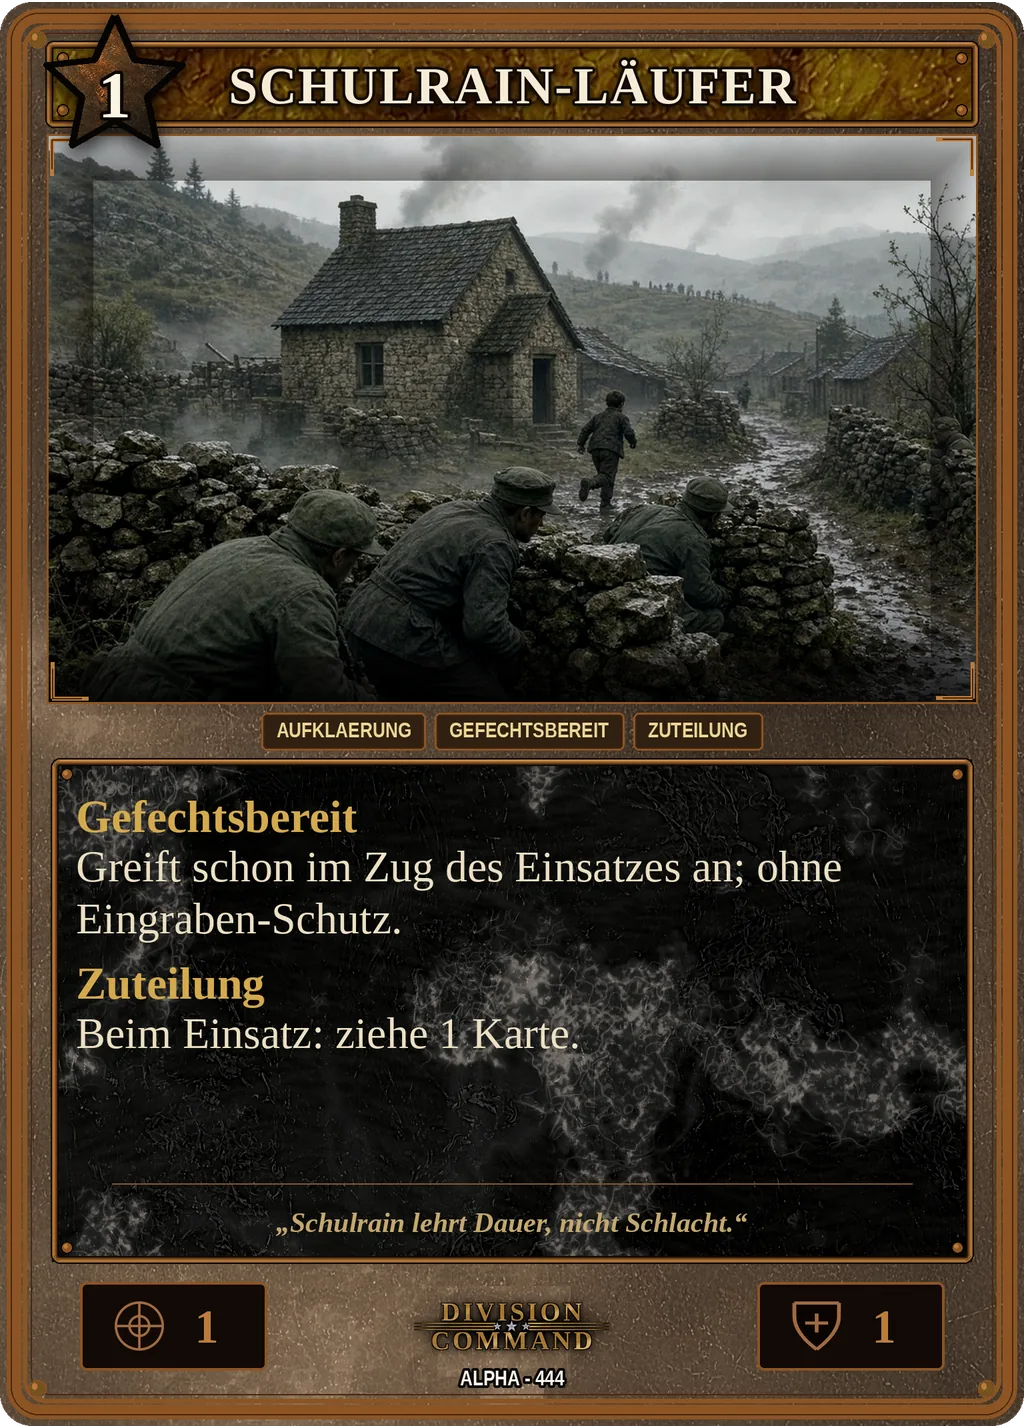 1
SCHULRAIN-LÄUFER
AUFKLAERUNG GEFECHTSBEREIT ZUTEILUNG
Gefechtsbereit
Greift schon im Zug des Einsatzes an; ohne
Eingraben-Schutz.
Zuteilung
Beim Einsatz: ziehe 1 Karte.
„Schulrain lehrt Dauer, nicht Schlacht.“
1
DIVISION
COMMAND
1
ALPHA - 444